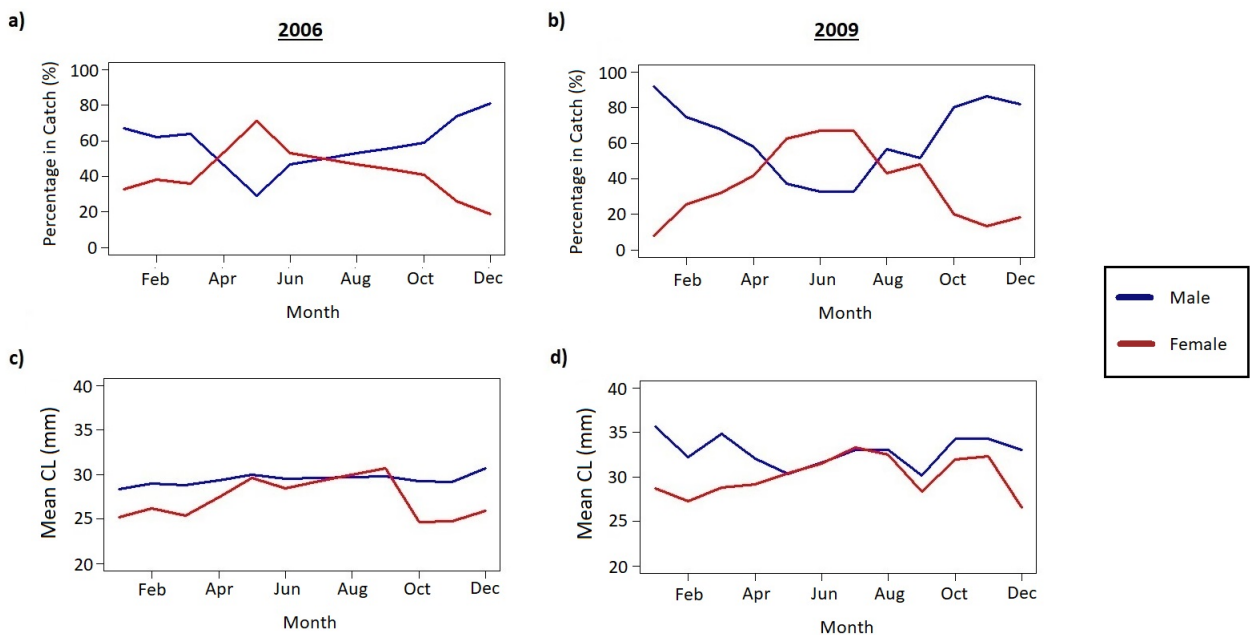 a)
2006
Percentage in Catch (%)
100
80
60
40
20
0
Feb
Apr
Jun
Aug
Oct
Dec
Month
b)
2009
Percentage in Catch (%)
100
80
60
40
20
0
Feb
Apr
Jun
Aug
Oct
Dec
Month
Male
Female
c)
Mean CL (mm)
40
35
30
25
20
Feb
Apr
Jun
Aug
Oct
Dec
Month
d)
Mean CL (mm)
40
35
30
25
20
Feb
Apr
Jun
Aug
Oct
Dec
Month